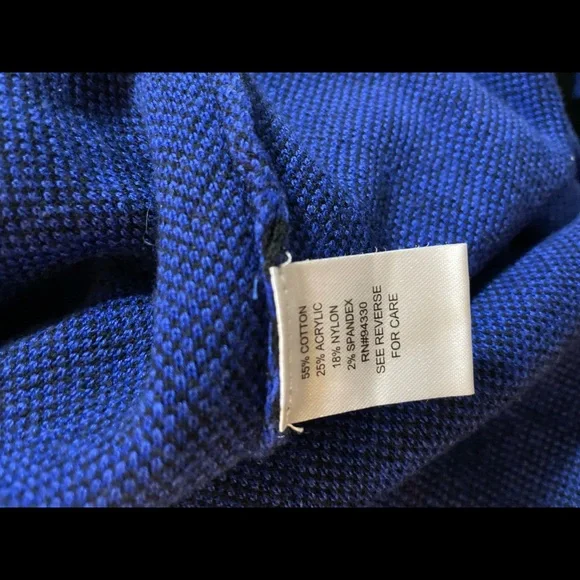 55% COTTON
25% ACRYLIC
18% NYLON
2% SPANDEX
RN#94330
SEE REVERSE
FOR CARE